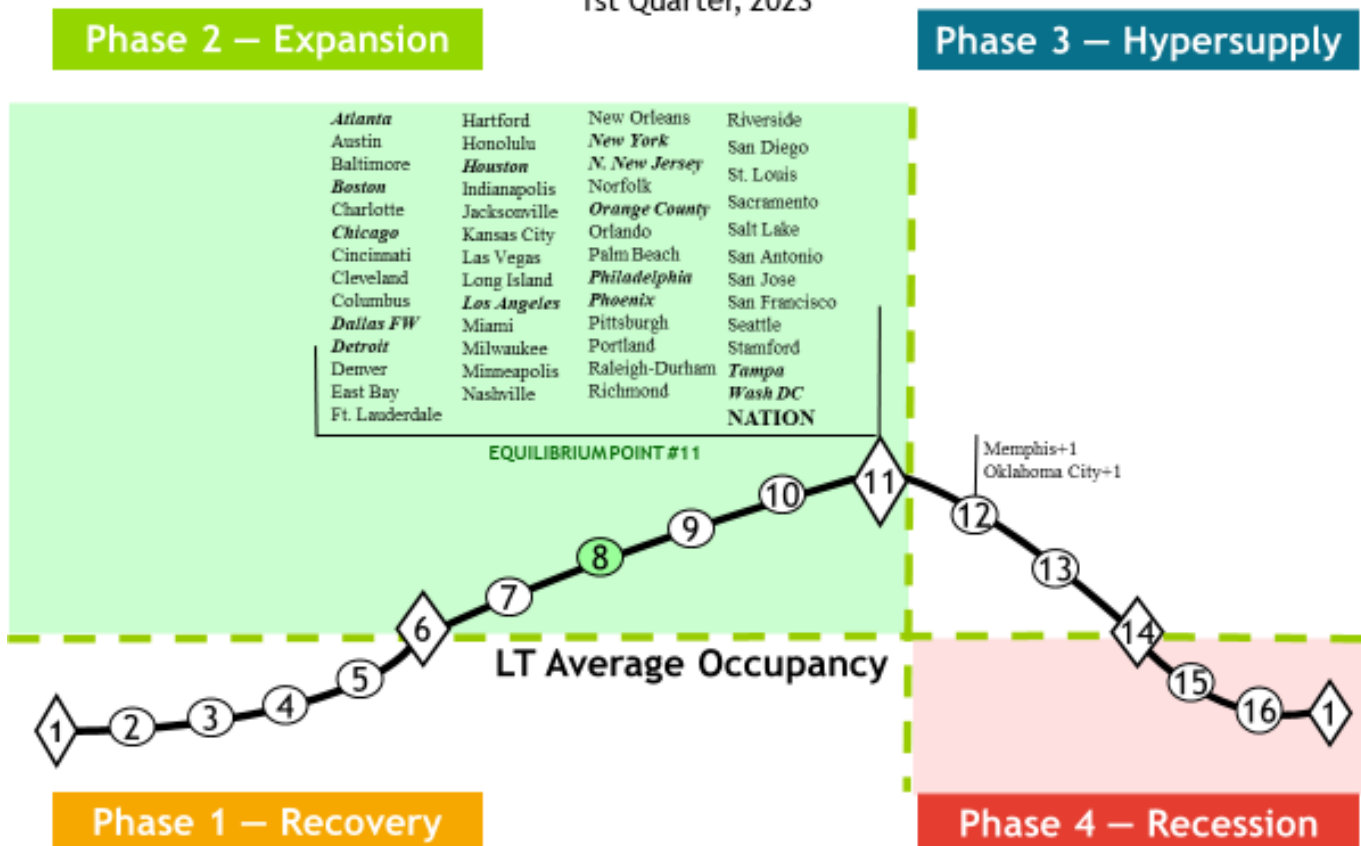 1st Quarter, 2023
Phase 2 — Expansion
Phase 3 — Hypersupply
Atlanta
Austin
Baltimore
Boston
Charlotte
Chicago
Cincinnati
Cleveland
Columbus
Dallas FW
Detroit
Denver
East Bay
Ft. Lauderdale
Hartford
Honolulu
Houston
Indianapolis
Jacksonville
Kansas City
Las Vegas
Long Island
Los Angeles
Miami
Milwaukee
Minneapolis
Nashville
New Orleans
New York
N. New Jersey
Norfolk
Orange County
Orlando
Palm Beach
Philadelphia
Phoenix
Pittsburgh
Portland
Raleigh-Durham
Richmond
Riverside
San Diego
St. Louis
Sacramento
Salt Lake
San Antonio
San Jose
San Francisco
Seattle
Stamford
Tampa
Wash DC
NATION
EQUILIBRIUM POINT #11
Memphis+1
Oklahoma City+1
1
2
3
4
5
6
7
8
9
10
11
12
13
14
15
16
1
LT Average Occupancy
Phase 1 — Recovery
Phase 4 — Recession